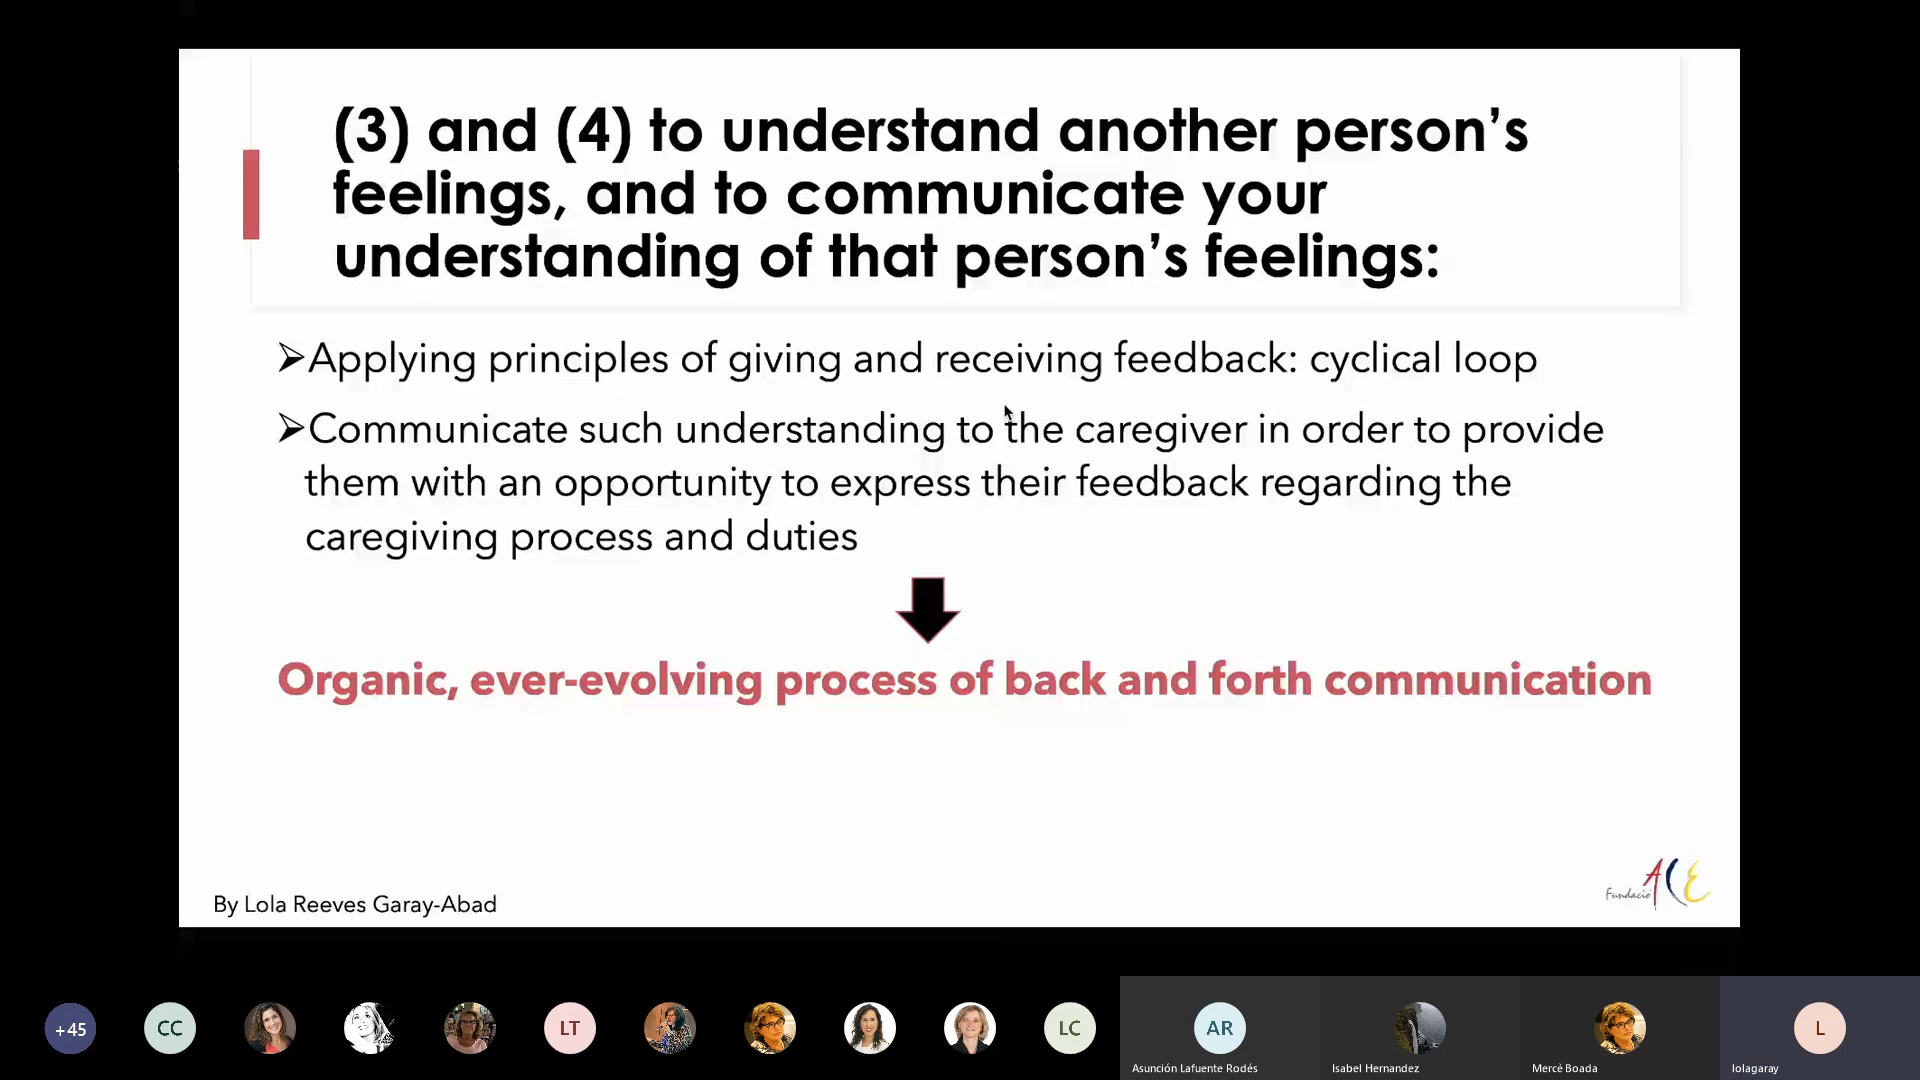 (3) and (4) to understand another person’s
feelings, and to communicate your
understanding of that person’s feelings:
➢Applying principles of giving and receiving feedback: cyclical loop
➢Communicate such understanding to the caregiver in order to provide
them with an opportunity to express their feedback regarding the
caregiving process and duties
Organic, ever-evolving process of back and forth communication
By Lola Reeves Garay-Abad
Fundació ACE
+45
CC
LT
LC
AR
L
Asunción Lafuente Rodés
Isabel Hernandez
Mercè Boada
lolagaray